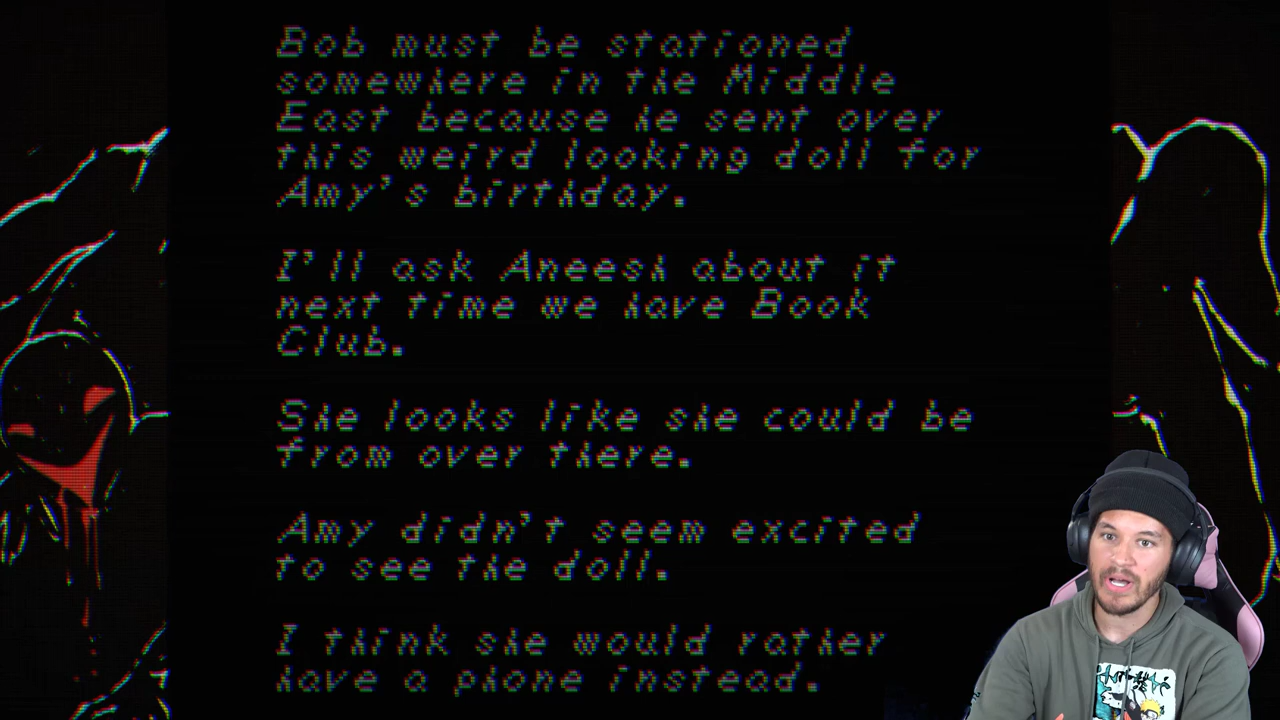 Bob must be stationed
somewhere in the Middle
East because he sent over
this weird looking doll for
Amy's birthday.
I'll ask Aneesh about it
next time we have Book
Club.
She looks like she could be
from over there.
Amy didn't seem excited
to see the doll.
I think she would rather
have a phone instead.